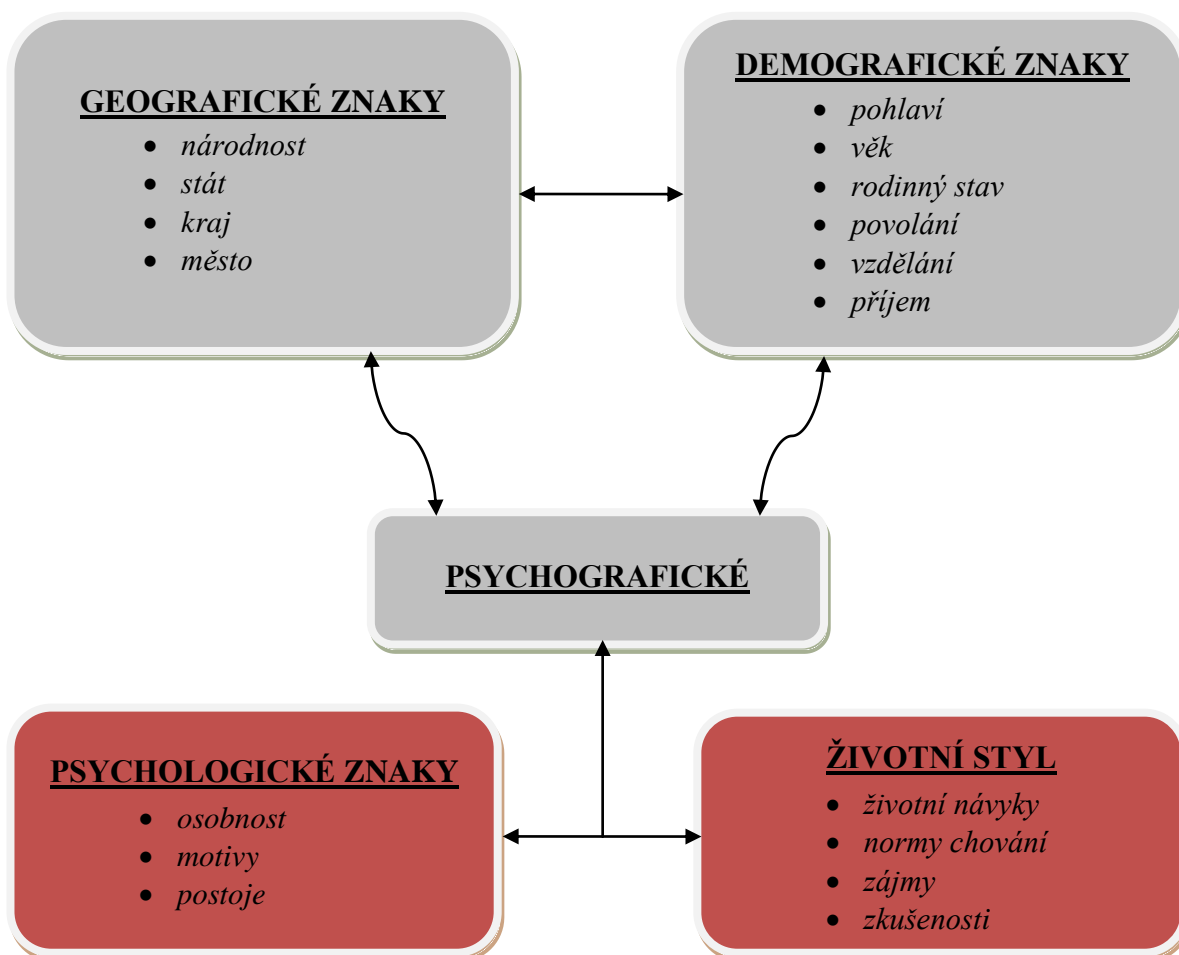 GEOGRAFICKÉ ZNAKY
• národnost
• stát
• kraj
• město
DEMOGRAFICKÉ ZNAKY
• pohlaví
• věk
• rodinný stav
• povolání
• vzdělání
• příjem
PSYCHOGRAFICKÉ
PSYCHOLOGICKÉ ZNAKY
• osobnost
• motivy
• postoje
ŽIVOTNÍ STYL
• životní návyky
• normy chování
• zájmy
• zkušenosti